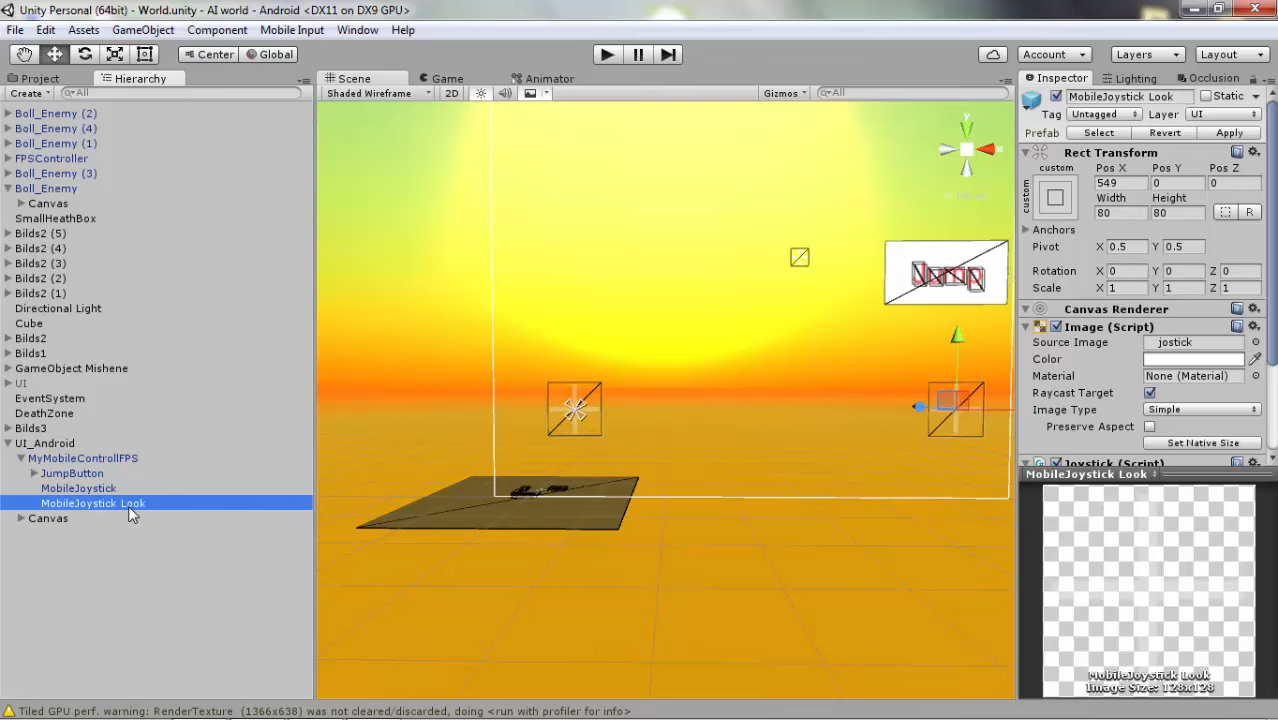 Unity Personal (64bit) - World.unity - AI world - Android <DX11 on DX9 GPU>
File Edit Assets GameObject Component Mobile Input Window Help
Center Global Account Layers Layout
Project Hierarchy Scene Game Animator Inspector Lighting Occlusion
Create All Shaded Wireframe 2D Gizmos All MobileJoystick Look Static
Boll_Enemy (2)
Boll_Enemy (4)
Boll_Enemy (1)
FPSController
Boll_Enemy (3)
Boll_Enemy
Canvas
SmallHeathBox
Bilds2 (5)
Bilds2 (4)
Bilds2 (3)
Bilds2 (2)
Bilds2 (1)
Directional Light
Cube
Bilds2
Bilds1
GameObject Mishene
UI
EventSystem
DeathZone
Bilds3
UI_Android
MyMobileControllFPS
JumpButton
MobileJoystick
MobileJoystick Look
Canvas
y
x
Jump
Tag Untagged Layer UI
Prefab Select Revert Apply
Rect Transform
custom Pos X Pos Y Pos Z
custom 549 0 0
Width Height
80 80 R
Anchors
Pivot X 0.5 Y 0.5
Rotation X 0 Y 0 Z 0
Scale X 1 Y 1 Z 1
Canvas Renderer
Image (Script)
Source Image jostick
Color
Material None (Material)
Raycast Target
Image Type Simple
Preserve Aspect
Set Native Size
Joystick (Script)
MobileJoystick Look
MobileJoystick Look
Image Size: 128x128
Tiled GPU perf. warning: RenderTexture (1366x638) was not cleared/discarded, doing <run with profiler for info>